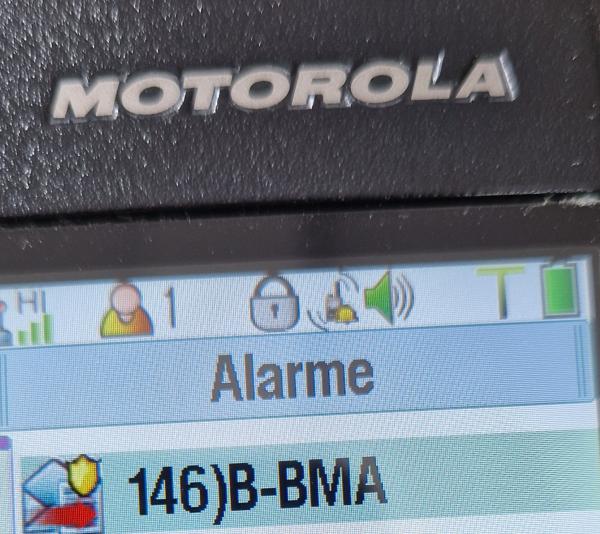 MOTOROLA
HI 1 T
Alarme
146)B-BMA